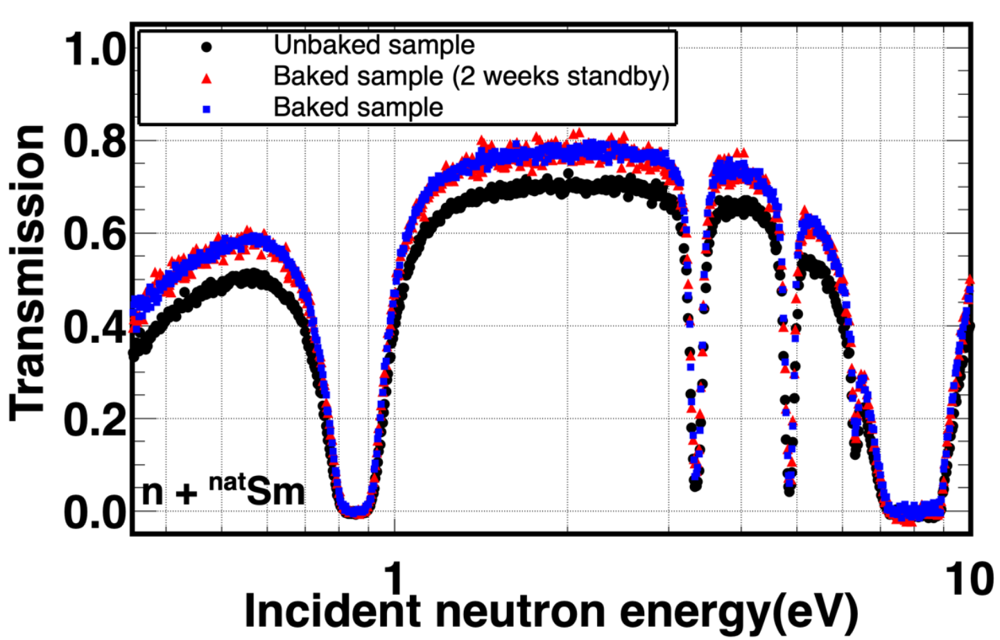 Unbaked sample
Baked sample (2 weeks standby)
Baked sample
1.0
0.8
0.6
0.4
0.2
0.0
Transmission
n + natSm
1 10
Incident neutron energy(eV)